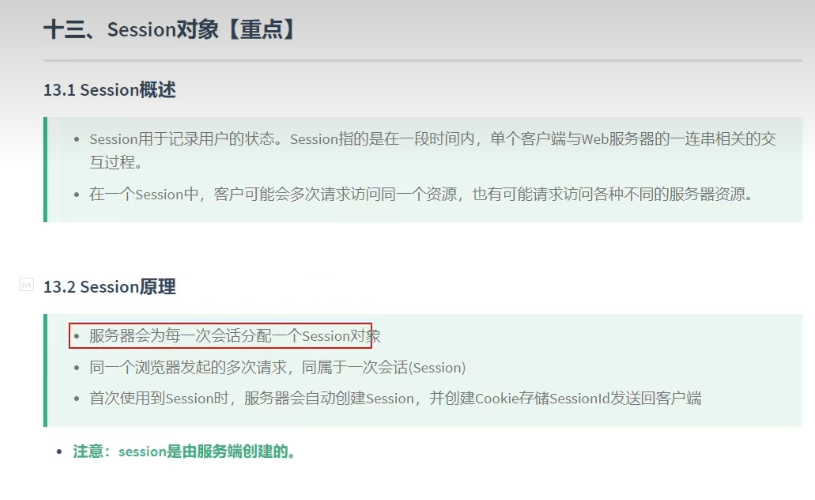 十三、Session对象【重点】
13.1 Session概述
• Session用于记录用户的状态。Session指的是在一段时间内，单个客户端与Web服务器的一连串相关的交
互过程。
• 在一个Session中，客户可能会多次请求访问同一个资源，也有可能请求访问各种不同的服务器资源。
13.2 Session原理
• 服务器会为每一次会话分配一个Session对象
• 同一个浏览器发起的多次请求，同属于一次会话(Session)
• 首次使用到Session时，服务器会自动创建Session，并创建Cookie存储SessionId发送回客户端
• 注意：session是由服务端创建的。